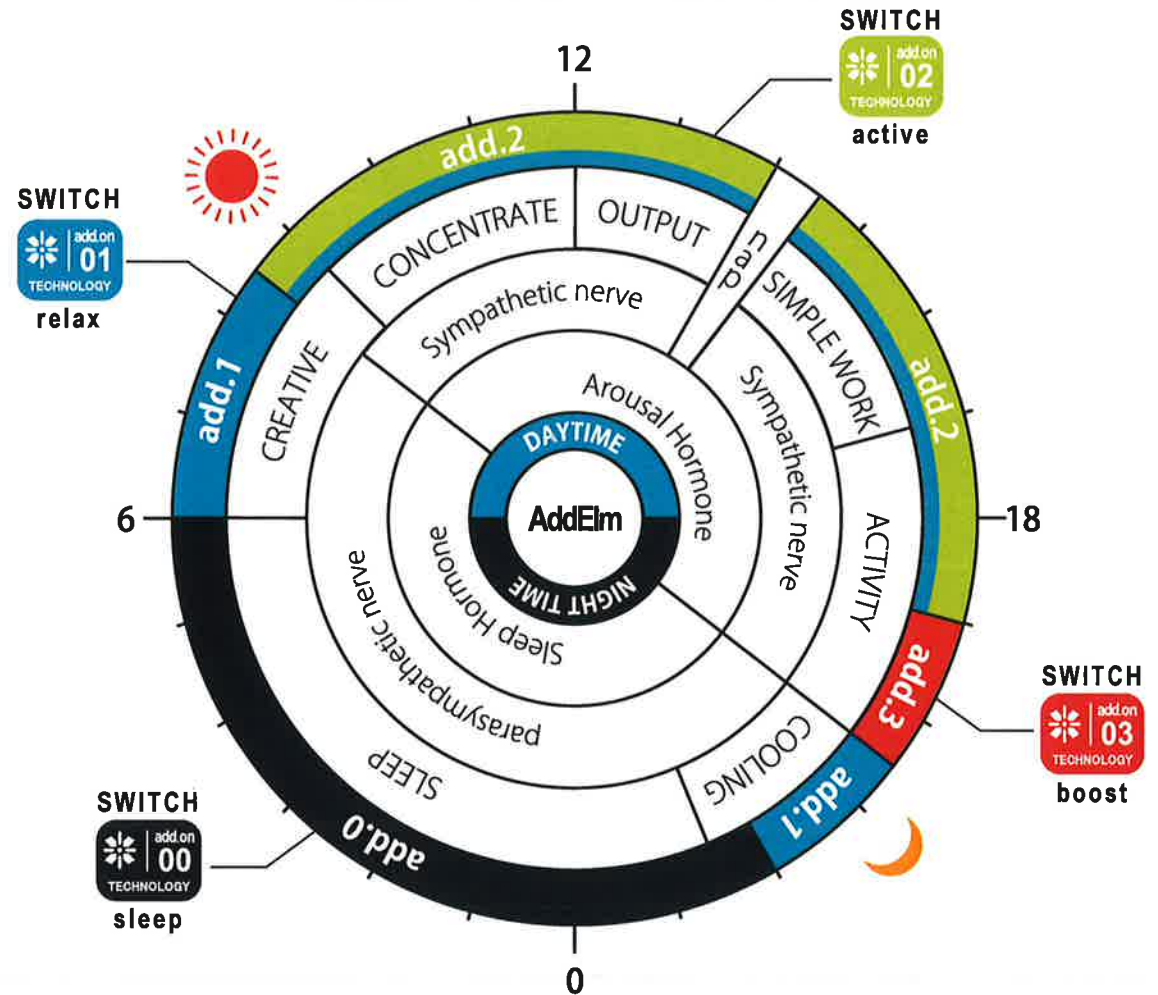 SWITCH
add.on
02
TECHNOLOGY
active
12
add.2
SWITCH
add.on
01
TECHNOLOGY
relax
CONCENTRATE
OUTPUT
nap
SIMPLE WORK
add.2
Sympathetic nerve
add.1
CREATIVE
Arousal Hormone
Sympathetic nerve
DAYTIME
AddElm
NIGHT TIME
6
18
ACTIVITY
Sleep Hormone
parasympathetic nerve
add.3
SWITCH
add.on
03
TECHNOLOGY
boost
COOLING
SLEEP
add.1
add.0
SWITCH
add.on
00
TECHNOLOGY
sleep
0